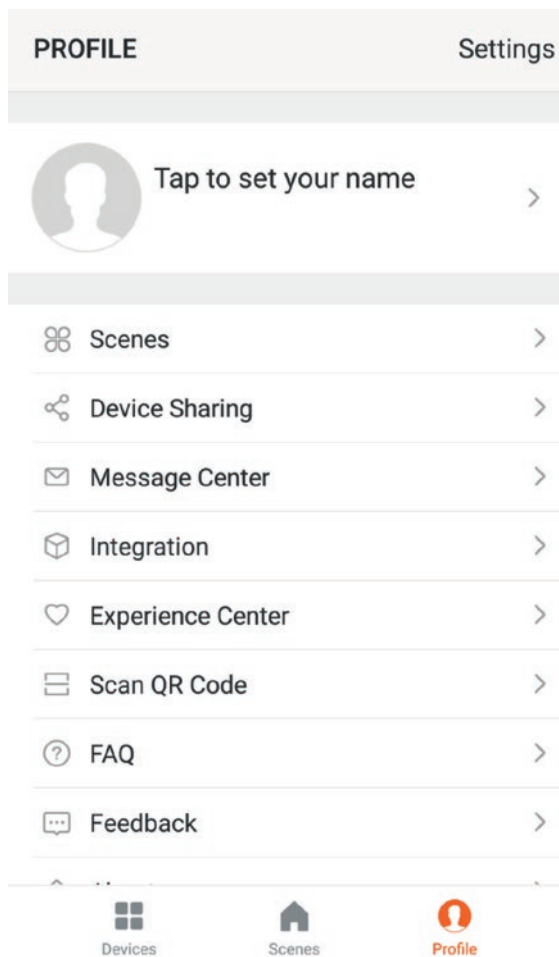 PROFILE
Settings
Tap to set your name
Scenes
Device Sharing
Message Center
Integration
Experience Center
Scan QR Code
FAQ
Feedback
Devices
Scenes
Profile